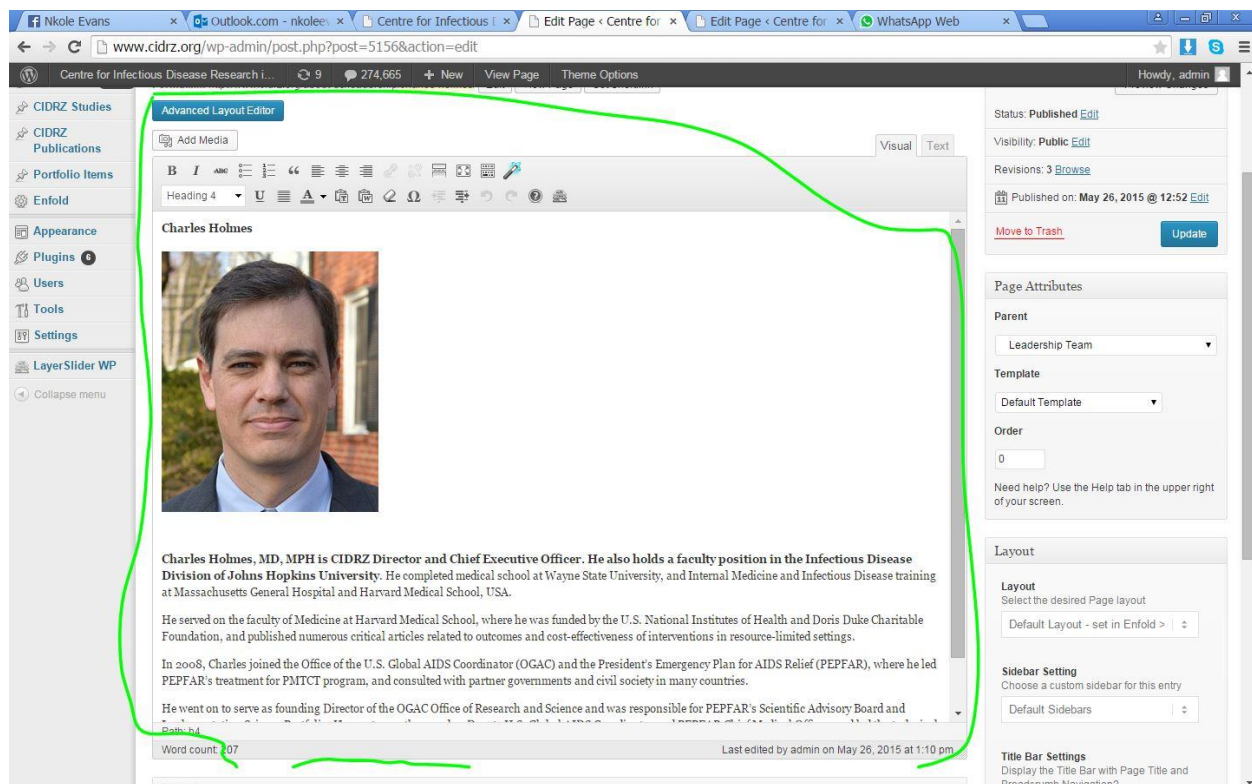 Nkole Evans
Outlook.com - nkoleev
Centre for Infectious D
Edit Page ‹ Centre for
Edit Page ‹ Centre for
WhatsApp Web
www.cidrz.org/wp-admin/post.php?post=5156&action=edit
Centre for Infectious Disease Research i...
9
274,665
+ New
View Page
Theme Options
Howdy, admin
CIDRZ Studies
CIDRZ
Publications
Portfolio Items
Enfold
Appearance
Plugins 6
Users
Tools
Settings
LayerSlider WP
Collapse menu
Advanced Layout Editor
Add Media
Visual
Text
B I ABC
Heading 4
U A
Charles Holmes
Charles Holmes, MD, MPH is CIDRZ Director and Chief Executive Officer. He also holds a faculty position in the Infectious Disease
Division of Johns Hopkins University. He completed medical school at Wayne State University, and Internal Medicine and Infectious Disease training
at Massachusetts General Hospital and Harvard Medical School, USA.
He served on the faculty of Medicine at Harvard Medical School, where he was funded by the U.S. National Institutes of Health and Doris Duke Charitable
Foundation, and published numerous critical articles related to outcomes and cost-effectiveness of interventions in resource-limited settings.
In 2008, Charles joined the Office of the U.S. Global AIDS Coordinator (OGAC) and the President's Emergency Plan for AIDS Relief (PEPFAR), where he led
PEPFAR's treatment for PMTCT program, and consulted with partner governments and civil society in many countries.
He went on to serve as founding Director of the OGAC Office of Research and Science and was responsible for PEPFAR's Scientific Advisory Board and
Path: h4
Word count: 207
Last edited by admin on May 26, 2015 at 1:10 pm
Preview Changes
Status: Published Edit
Visibility: Public Edit
Revisions: 3 Browse
Published on: May 26, 2015 @ 12:52 Edit
Move to Trash
Update
Page Attributes
Parent
Leadership Team
Template
Default Template
Order
0
Need help? Use the Help tab in the upper right
of your screen.
Layout
Layout
Select the desired Page layout
Default Layout - set in Enfold >
Sidebar Setting
Choose a custom sidebar for this entry
Default Sidebars
Title Bar Settings
Display the Title Bar with Page Title and
Breadcrumb Navigation?